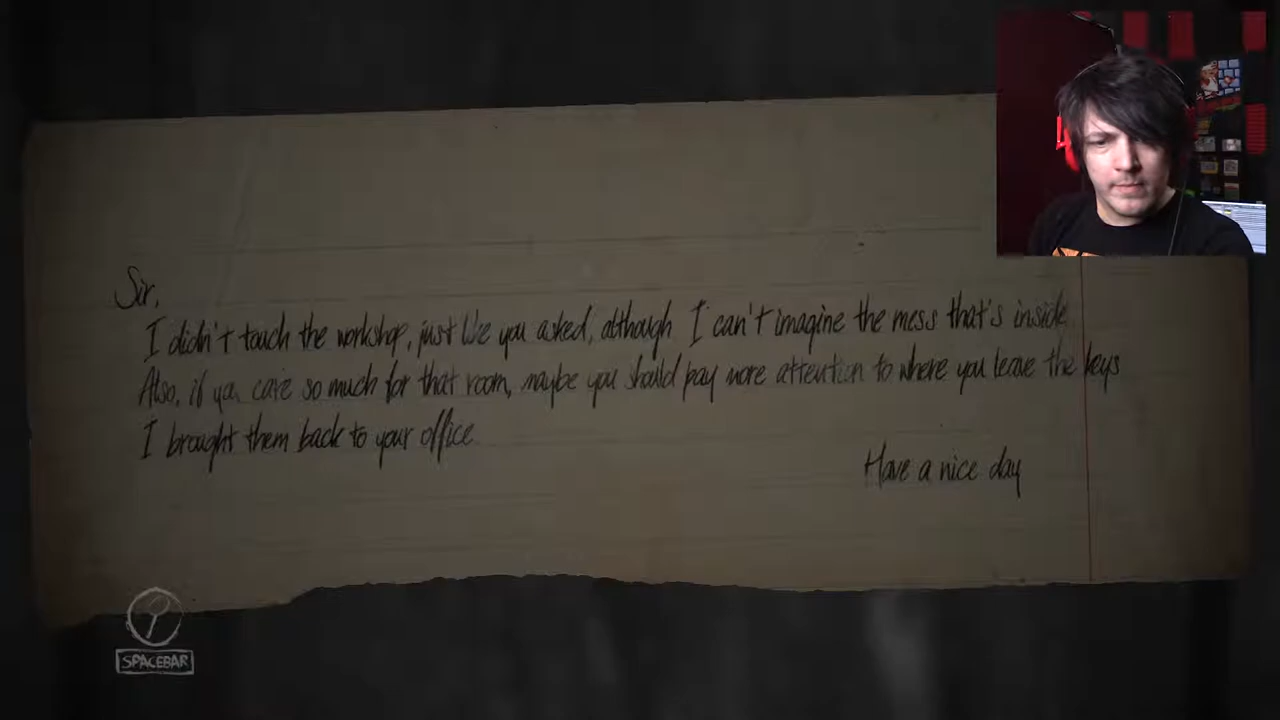 Sir,
I didn't touch the workshop, just like you asked, although I can't imagine the mess that's inside.
Also, if you care so much for that room, maybe you should pay more attention to where you leave the keys
I brought them back to your office.
Have a nice day
SPACEBAR